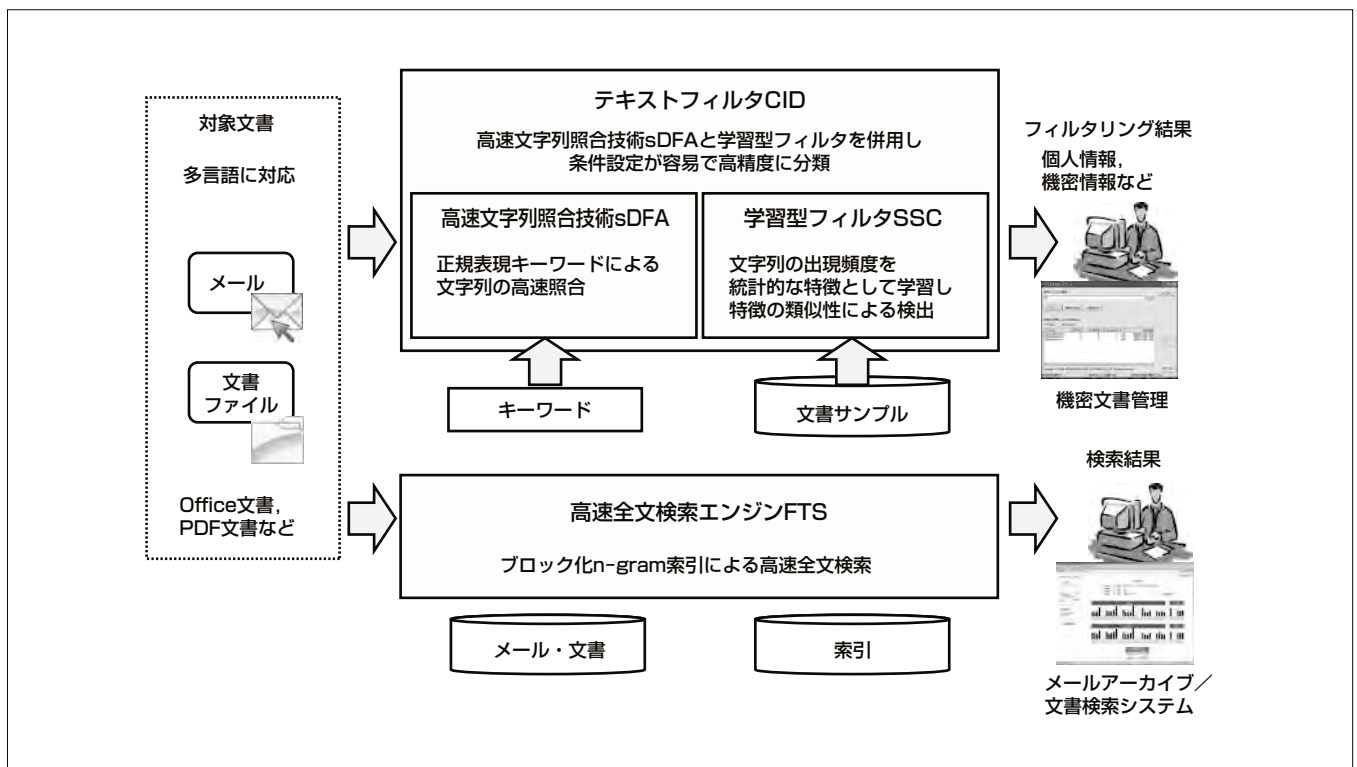 対象文書
多言語に対応
メール
文書
ファイル
Office文書，
PDF文書など
テキストフィルタCID
高速文字列照合技術sDFAと学習型フィルタを併用し
条件設定が容易で高精度に分類
高速文字列照合技術sDFA
正規表現キーワードによる
文字列の高速照合
学習型フィルタSSC
文字列の出現頻度を
統計的な特徴として学習し
特徴の類似性による検出
キーワード
文書サンプル
フィルタリング結果
個人情報，
機密情報など
機密文書管理
高速全文検索エンジンFTS
ブロック化n-gram索引による高速全文検索
メール・文書
索引
検索結果
メールアーカイブ／
文書検索システム